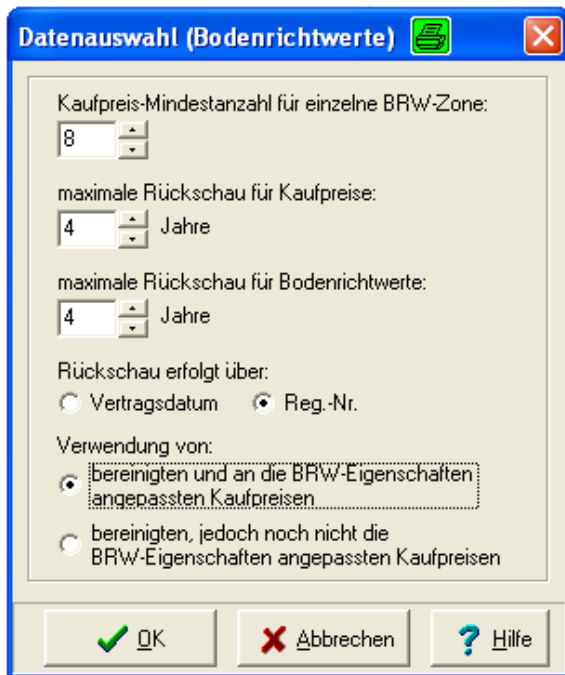 Datenauswahl (Bodenrichtwerte)
Kaufpreis-Mindestanzahl für einzelne BRW-Zone:
8
maximale Rückschau für Kaufpreise:
4 Jahre
maximale Rückschau für Bodenrichtwerte:
4 Jahre
Rückschau erfolgt über:
Vertragsdatum Reg.-Nr.
Verwendung von:
bereinigten und an die BRW-Eigenschaften
angepassten Kaufpreisen
bereinigten, jedoch noch nicht die
BRW-Eigenschaften angepassten Kaufpreisen
OK Abbrechen ? Hilfe